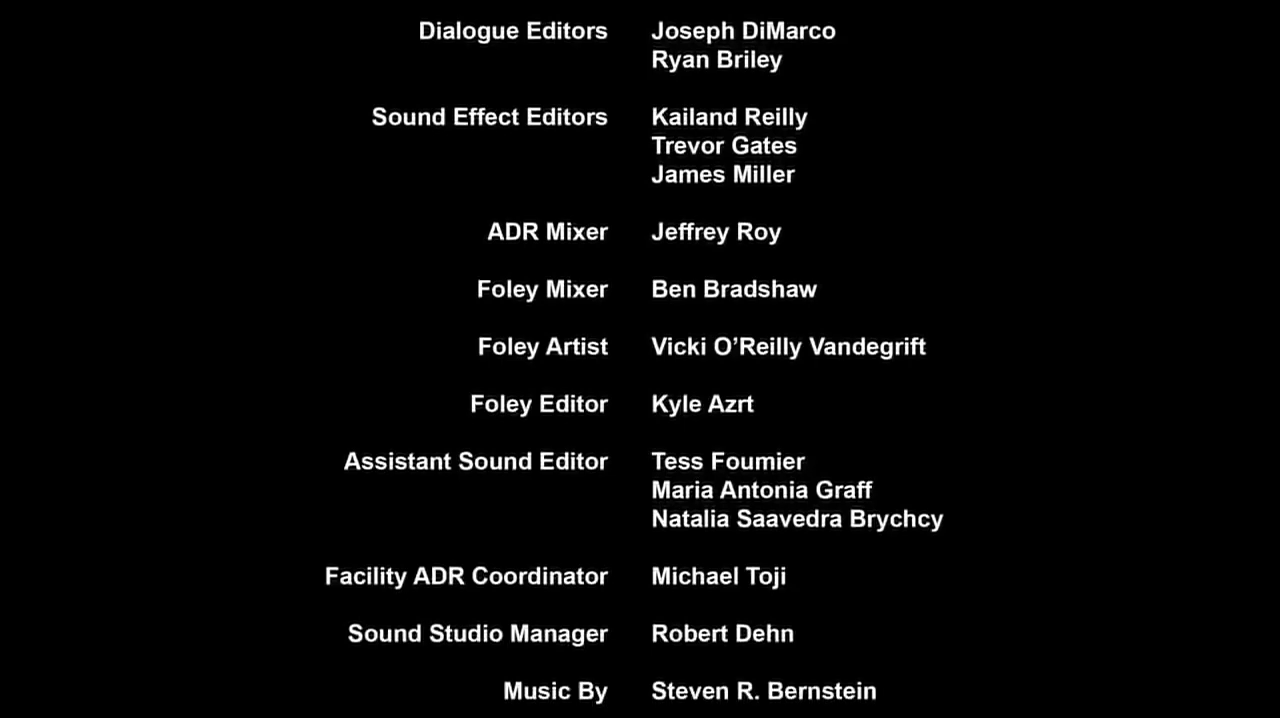 Dialogue Editors Joseph DiMarco
Ryan Briley
Sound Effect Editors Kailand Reilly
Trevor Gates
James Miller
ADR Mixer Jeffrey Roy
Foley Mixer Ben Bradshaw
Foley Artist Vicki O’Reilly Vandegrift
Foley Editor Kyle Azrt
Assistant Sound Editor Tess Foumier
Maria Antonia Graff
Natalia Saavedra Brychcy
Facility ADR Coordinator Michael Toji
Sound Studio Manager Robert Dehn
Music By Steven R. Bernstein